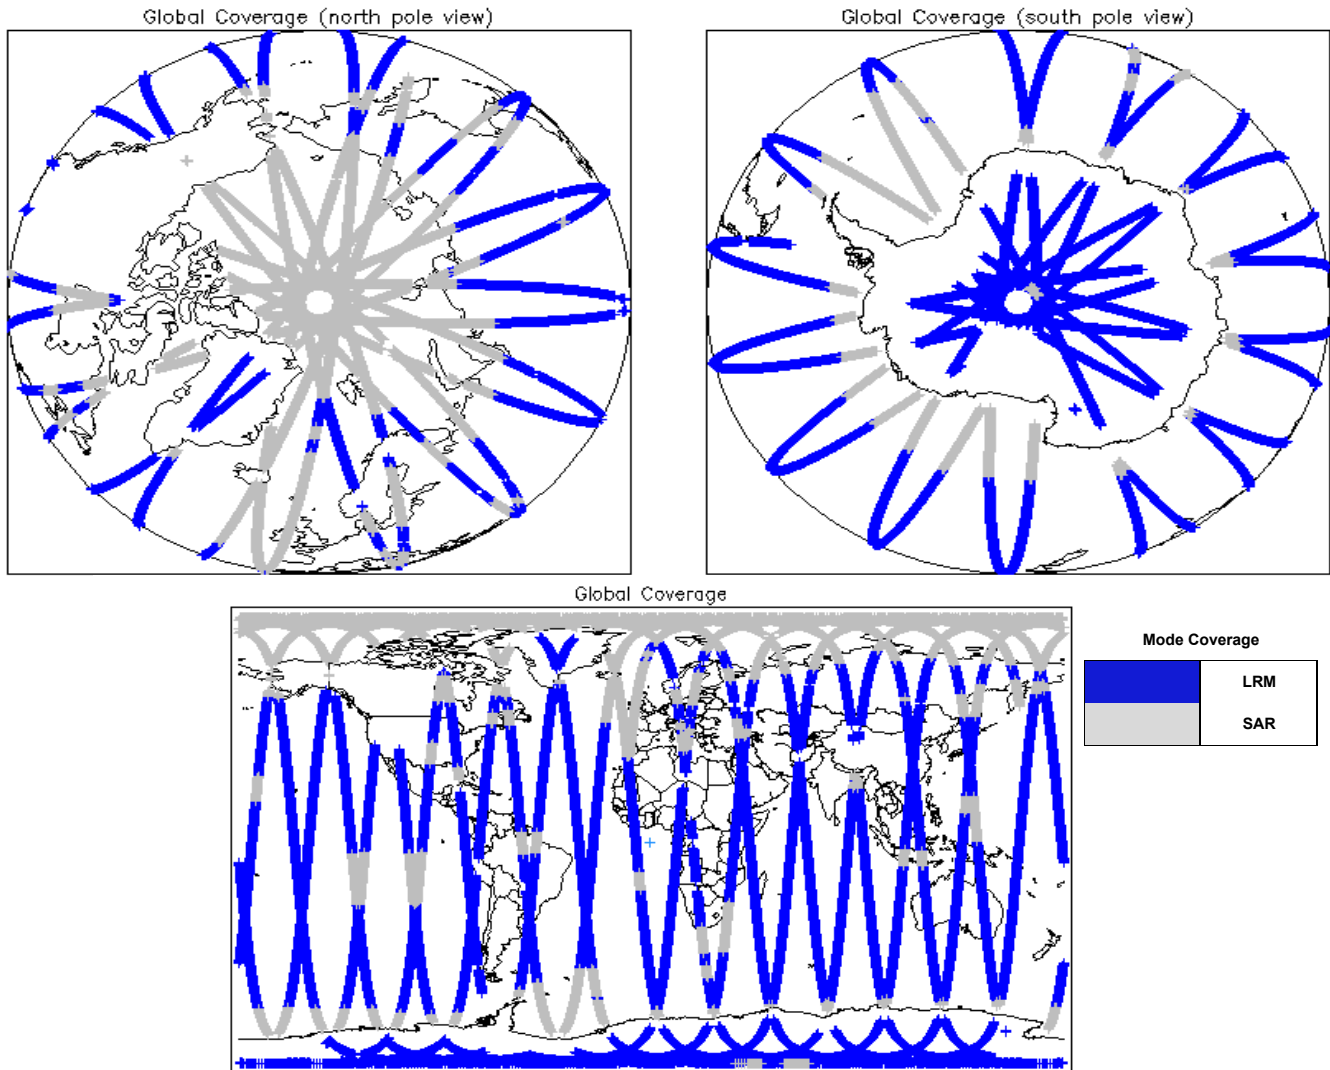 Global Coverage (north pole view)
Global Coverage (south pole view)
Global Coverage
Mode Coverage
LRM
SAR